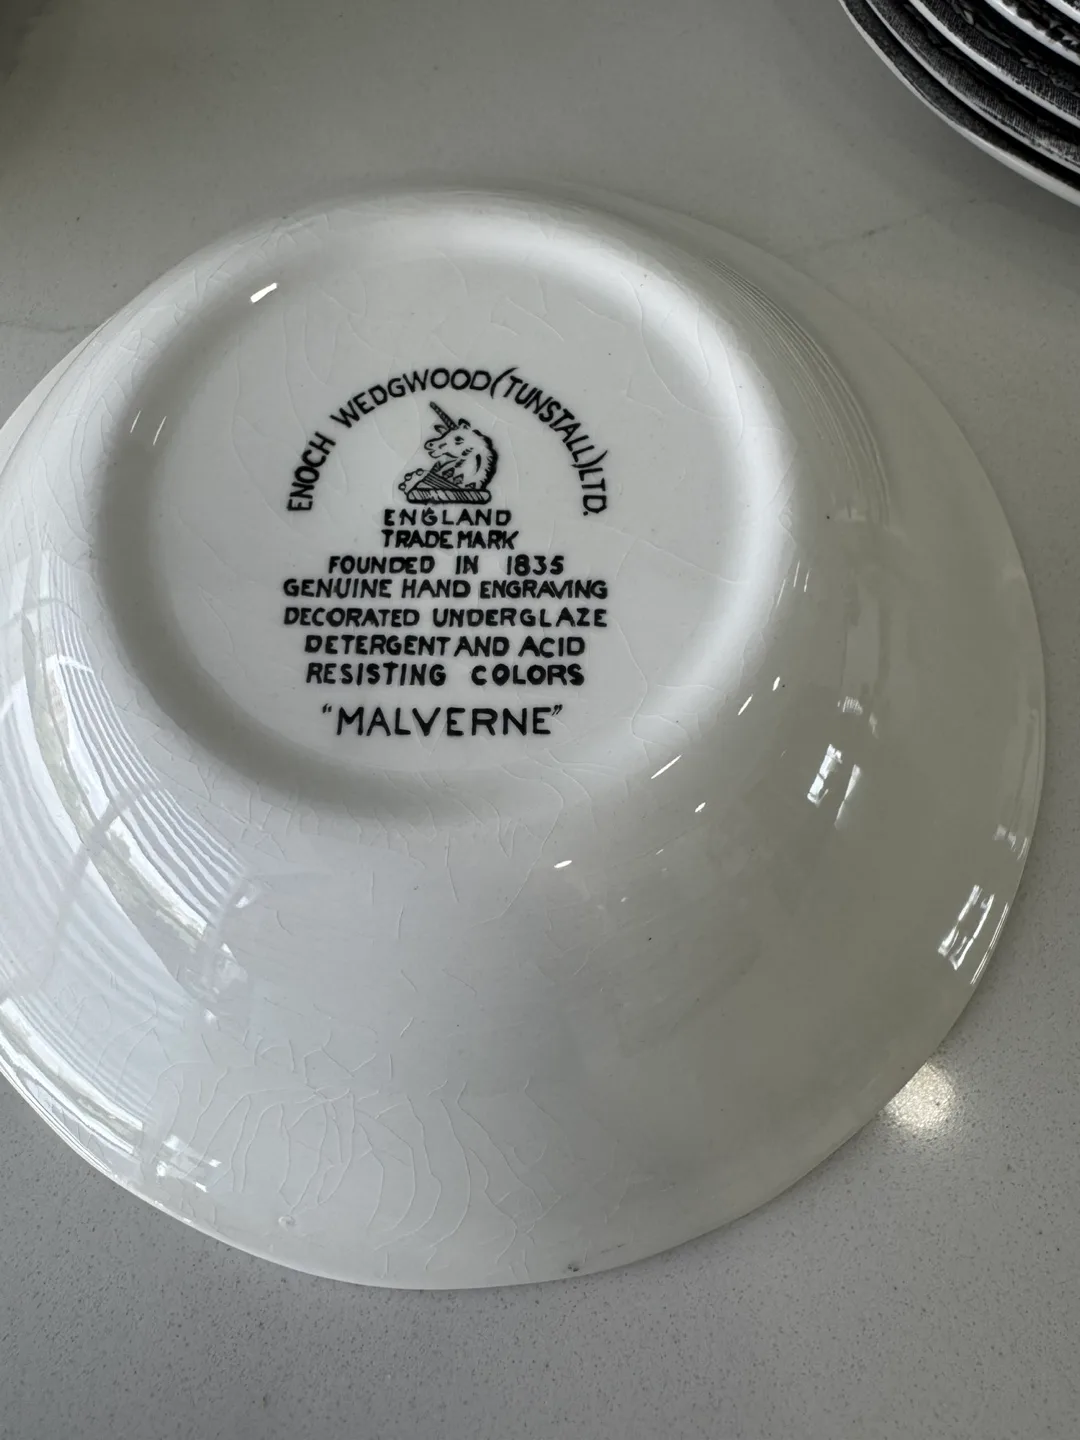 ENOCH WEDGWOOD (TUNSTALL) LTD.
ENGLAND
TRADE MARK
FOUNDED IN 1835
GENUINE HAND ENGRAVING
DECORATED UNDERGLAZE
DETERGENT AND ACID
RESISTING COLORS
"MALVERNE"